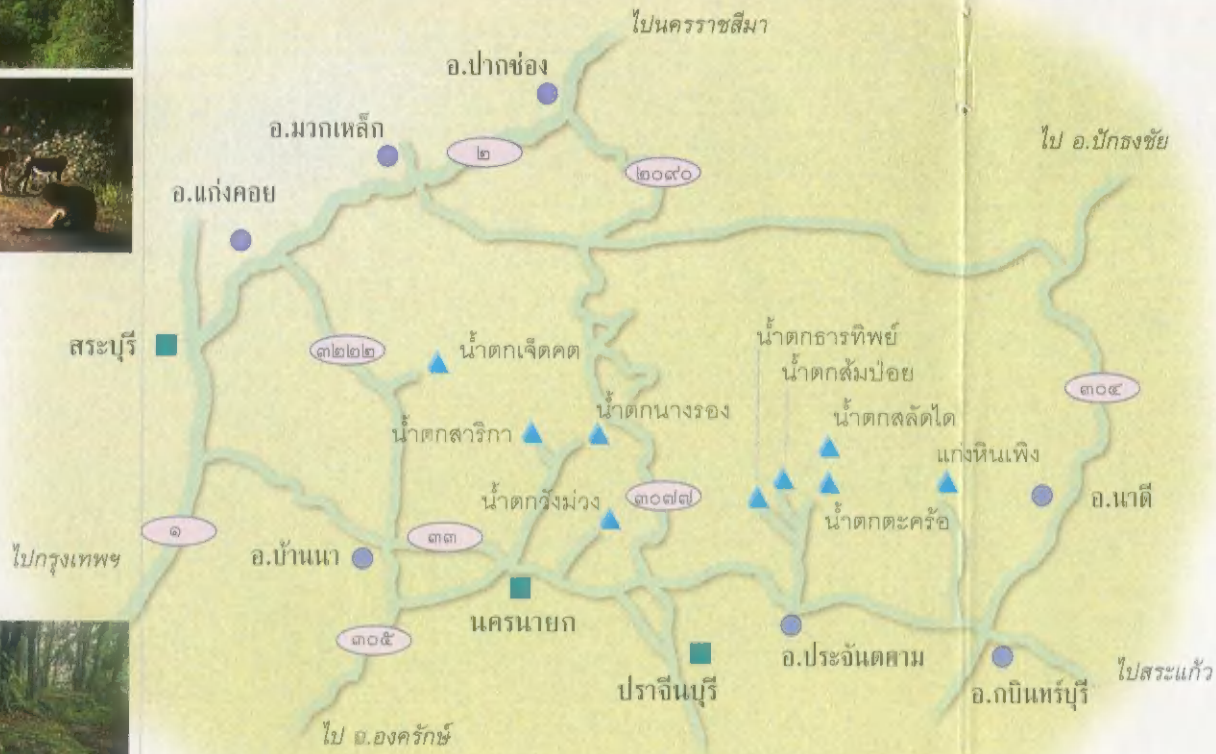 ไปนครราชสีมา
อ.ปากช่อง
อ.มวกเหล็ก
๒
ไป อ.ปักธงชัย
๒๐๙๐
อ.แก่งคอย
สระบุรี
๓๒๒๒
น้ำตกเจ็ดคต
น้ำตกธารทิพย์
น้ำตกส้มป่อย
๓๐๔
น้ำตกสาริกา
น้ำตกนางรอง
น้ำตกสลัดได
แก่งหินเพิง
น้ำตกวังม่วง
๓๐๗๗
น้ำตกตะคร้อ
อ.นาดี
๑
ไปกรุงเทพฯ
อ.บ้านนา
๓๓
นครนายก
๓๐๕
ปราจีนบุรี
อ.ประจันตคาม
อ.กบินทร์บุรี
ไปสระแก้ว
ไป อ.องครักษ์